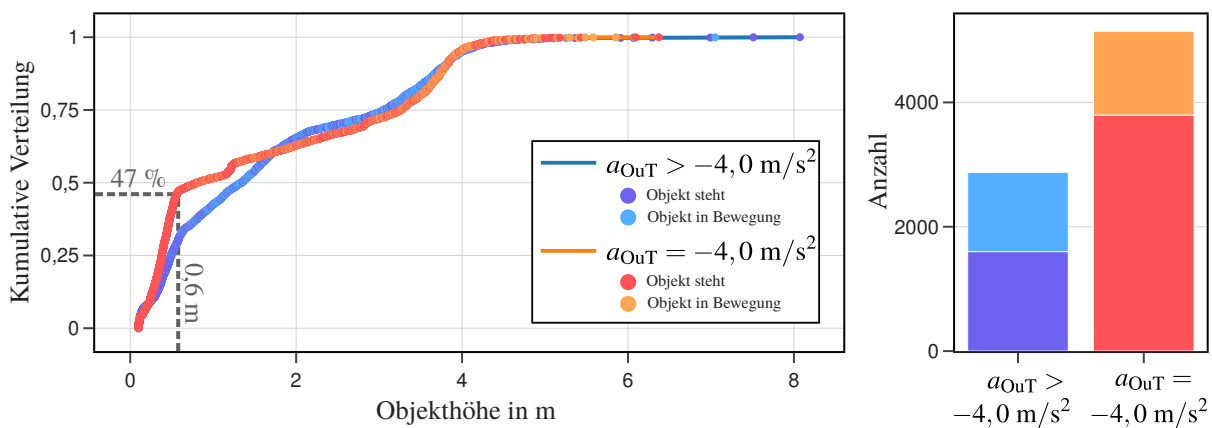 Kumulative Verteilung
1
0,75
0,5
0,25
0
47 %
0,6 m
0
2
4
6
8
Objekthöhe in m
a_OuT > −4,0 m/s²
Objekt steht
Objekt in Bewegung
a_OuT = −4,0 m/s²
Objekt steht
Objekt in Bewegung
Anzahl
4000
2000
0
a_OuT >
−4,0 m/s²
a_OuT =
−4,0 m/s²